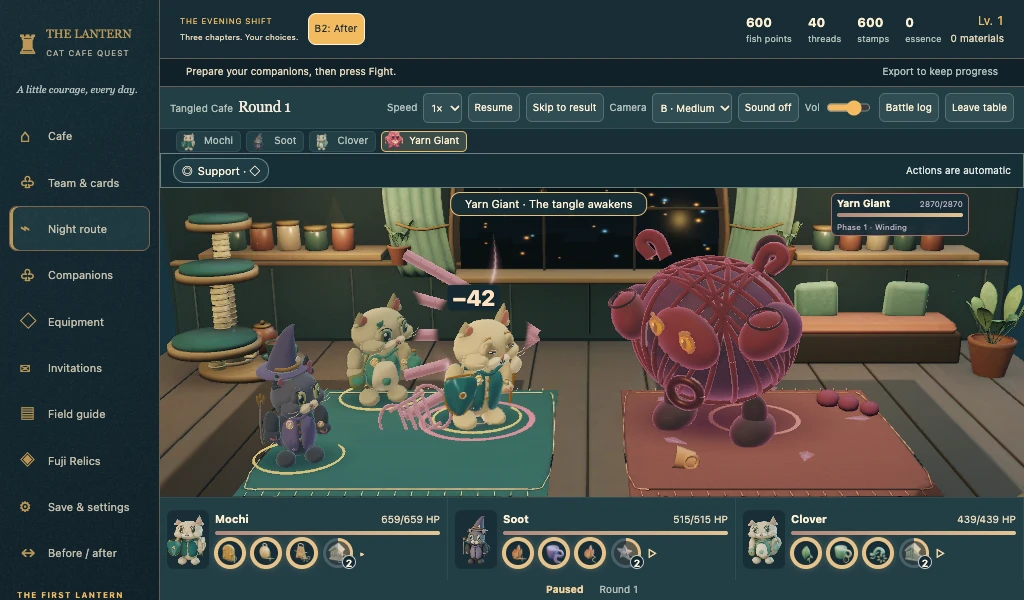 THE LANTERN
CAT CAFE QUEST
A little courage, every day.
Cafe
Team & cards
Night route
Companions
Equipment
Invitations
Field guide
Fuji Relics
Save & settings
Before / after
THE FIRST LANTERN
THE EVENING SHIFT
Three chapters. Your choices.
B2: After
600
fish points
40
threads
600
stamps
0
essence
Lv. 1
0 materials
Prepare your companions, then press Fight.
Export to keep progress
Tangled Cafe Round 1
Speed 1x Resume Skip to result Camera B · Medium Sound off Vol Battle log Leave table
Mochi Soot Clover Yarn Giant
Support ·
Actions are automatic
Yarn Giant · The tangle awakens
Yarn Giant 2870/2870
Phase 1 · Winding
−42
Mochi 659/659 HP
2
Soot 515/515 HP
2
Clover 439/439 HP
2
Paused Round 1